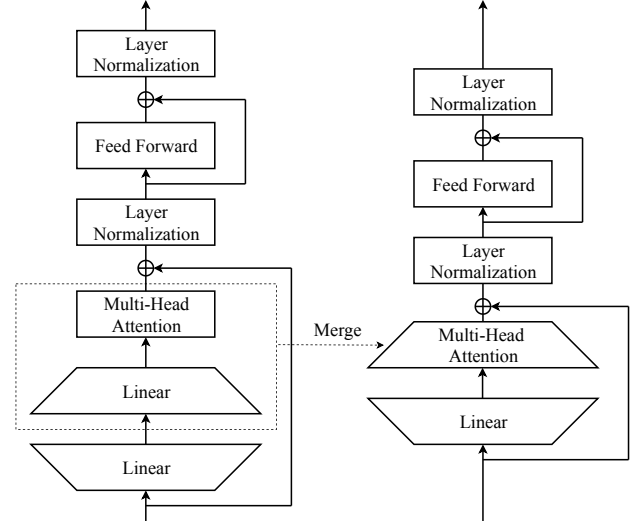 Layer
Normalization
Feed Forward
Layer
Normalization
Multi-Head
Attention
Linear
Linear
Merge
Layer
Normalization
Feed Forward
Layer
Normalization
Multi-Head
Attention
Linear